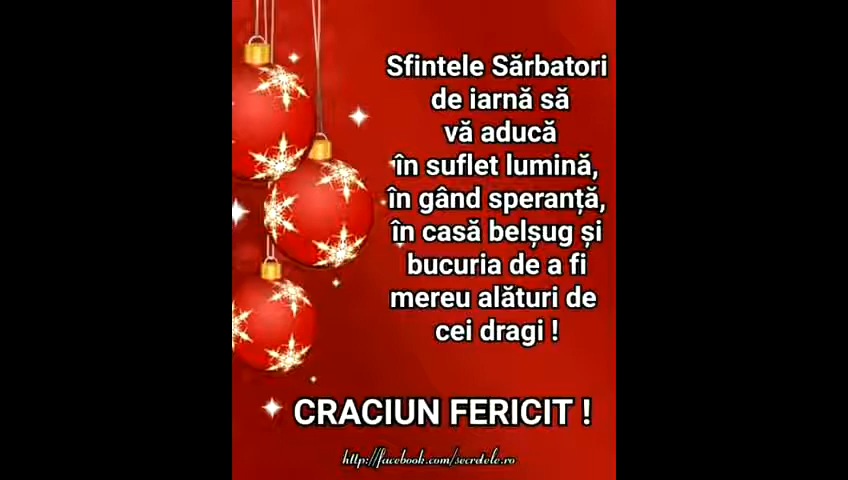 Sfintele Sărbatori
de iarnă să
vă aducă
în suflet lumină,
în gând speranță,
în casă belșug și
bucuria de a fi
mereu alături de
cei dragi !
CRACIUN FERICIT !
http://facebook.com/secretele.ro